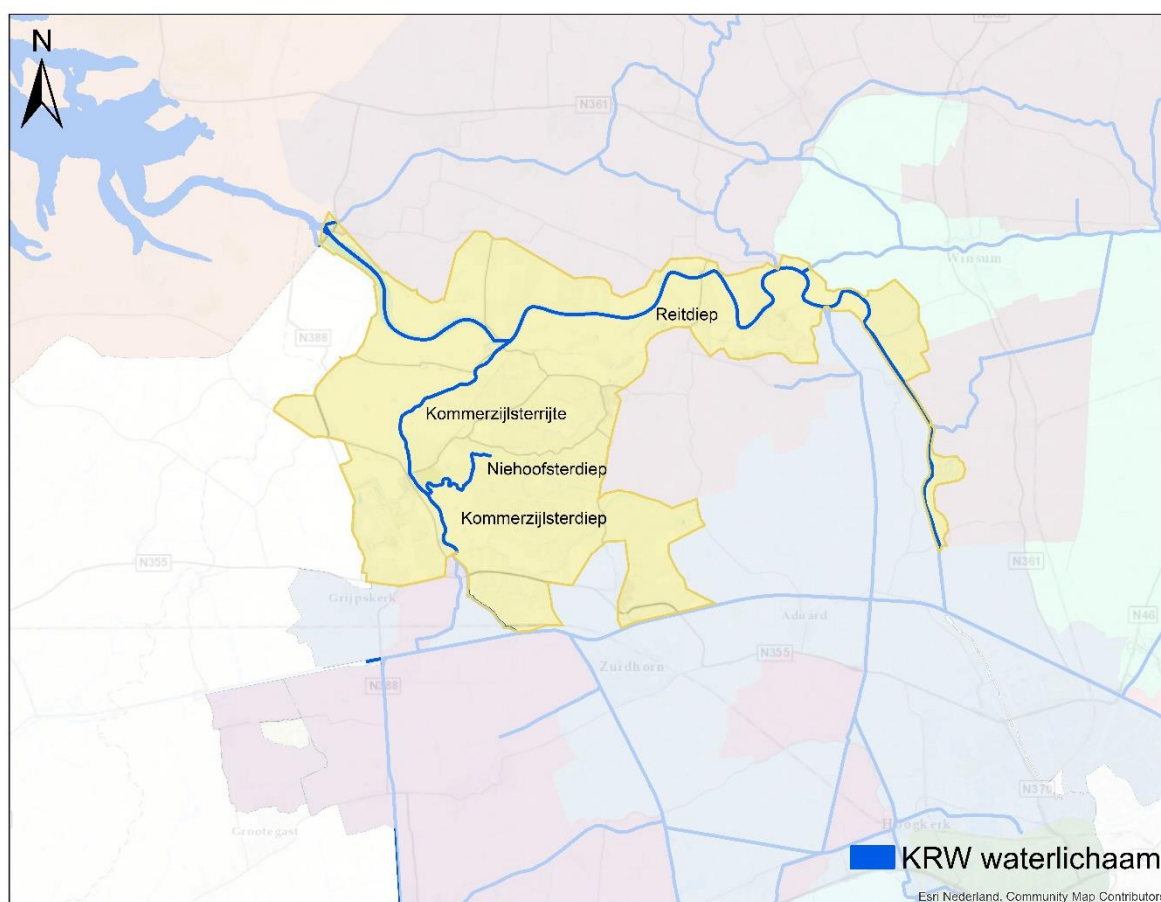 N
N363
N361
Winsum
Reitdiep
N388
Kommerzijlsterrijte
Niehoofsterdiep
Kommerzijlsterdiep
N355
N361
Grijpskerk
Aduard
N46
Zuidhorn
N355
N388
N370
Grootegast
Hoogkerk
KRW waterlichaam
Esri Nederland, Community Map Contributors